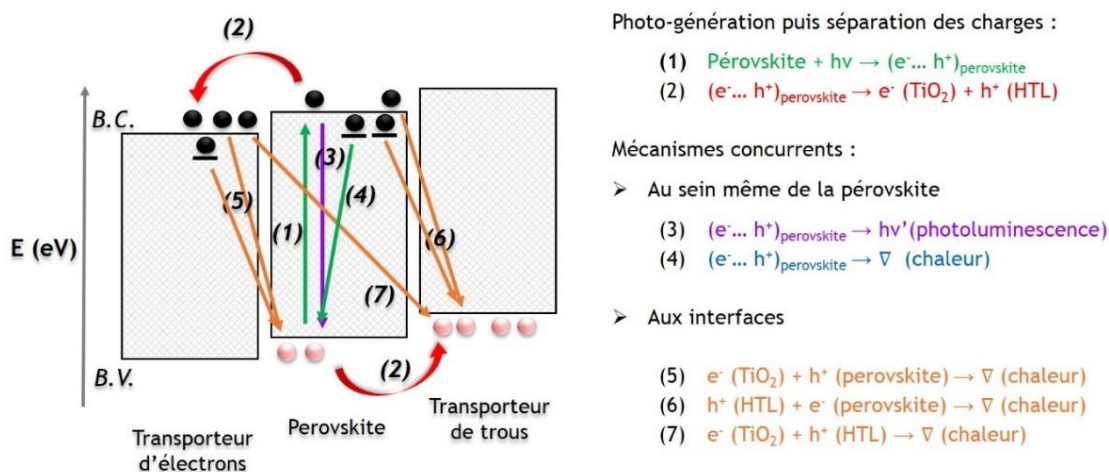 (2)
B.C.
E (eV)
(3)
(5)
(4)
(1)
(6)
(7)
(2)
B.V.
Transporteur
d'électrons
Perovskite
Transporteur
de trous
Photo-génération puis séparation des charges :
(1) Pérovskite + hν → (e⁻... h⁺)perovskite
(2) (e⁻... h⁺)perovskite → e⁻ (TiO₂) + h⁺ (HTL)
Mécanismes concurrents :
➢ Au sein même de la pérovskite
(3) (e⁻... h⁺)perovskite → hν'(photoluminescence)
(4) (e⁻... h⁺)perovskite → ∇ (chaleur)
➢ Aux interfaces
(5) e⁻ (TiO₂) + h⁺ (perovskite) → ∇ (chaleur)
(6) h⁺ (HTL) + e⁻ (perovskite) → ∇ (chaleur)
(7) e⁻ (TiO₂) + h⁺ (HTL) → ∇ (chaleur)